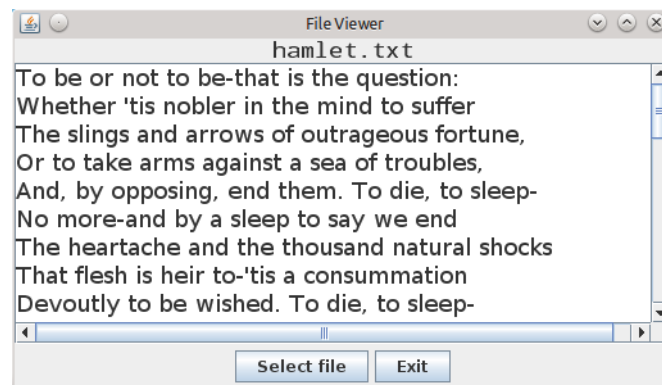 File Viewer
hamlet.txt
To be or not to be-that is the question:
Whether 'tis nobler in the mind to suffer
The slings and arrows of outrageous fortune,
Or to take arms against a sea of troubles,
And, by opposing, end them. To die, to sleep-
No more-and by a sleep to say we end
The heartache and the thousand natural shocks
That flesh is heir to-'tis a consummation
Devoutly to be wished. To die, to sleep-
Select file Exit